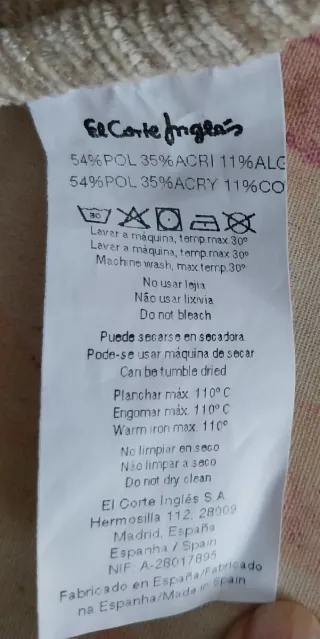 El Corte Inglés
54%POL 35%ACRI 11%ALG
54%POL 35%ACRY 11%CO
30
Lavar a máquina, temp.max 30º
Lavar a máquina, temp.max 30º
Machine wash, max temp.30º
No usar lejia
Não usar lixivia
Do not bleach
Puede secarse en secadora
Pode-se usar máquina de secar
Can be tumble dried
Planchar máx. 110º C
Engomar máx. 110º C
Warm iron max. 110º
No limpiar en seco
Não limpar a seco
Do not dry clean
El Corte Inglés S.A.
Hermosilla 112, 28009
Madrid, España
Espanha / Spain
NIF: A-28017895
Fabricado en España/Fabricado
na Espanha/Made in Spain